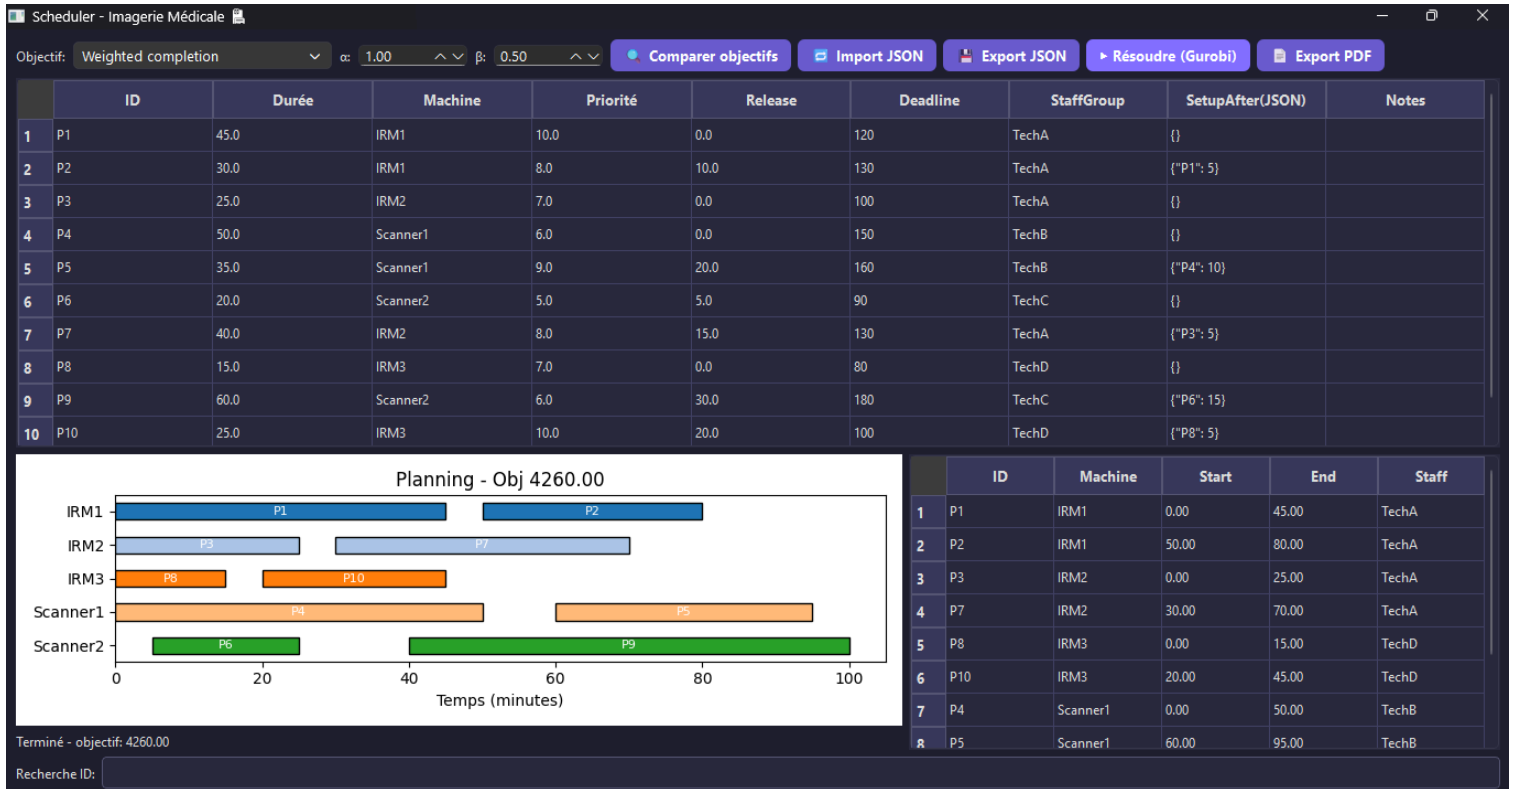 Scheduler - Imagerie Médicale
Objectif: Weighted completion α: 1.00 β: 0.50 Comparer objectifs Import JSON Export JSON Résoudre (Gurobi) Export PDF
ID Durée Machine Priorité Release Deadline StaffGroup SetupAfter(JSON) Notes
1 P1 45.0 IRM1 10.0 0.0 120 TechA {}
2 P2 30.0 IRM1 8.0 10.0 130 TechA {"P1": 5}
3 P3 25.0 IRM2 7.0 0.0 100 TechA {}
4 P4 50.0 Scanner1 6.0 0.0 150 TechB {}
5 P5 35.0 Scanner1 9.0 20.0 160 TechB {"P4": 10}
6 P6 20.0 Scanner2 5.0 5.0 90 TechC {}
7 P7 40.0 IRM2 8.0 15.0 130 TechA {"P3": 5}
8 P8 15.0 IRM3 7.0 0.0 80 TechD {}
9 P9 60.0 Scanner2 6.0 30.0 180 TechC {"P6": 15}
10 P10 25.0 IRM3 10.0 20.0 100 TechD {"P8": 5}
Planning - Obj 4260.00
IRM1 P1 P2
IRM2 P3 P7
IRM3 P8 P10
Scanner1 P4 P5
Scanner2 P6 P9
0 20 40 60 80 100
Temps (minutes)
ID Machine Start End Staff
1 P1 IRM1 0.00 45.00 TechA
2 P2 IRM1 50.00 80.00 TechA
3 P3 IRM2 0.00 25.00 TechA
4 P7 IRM2 30.00 70.00 TechA
5 P8 IRM3 0.00 15.00 TechD
6 P10 IRM3 20.00 45.00 TechD
7 P4 Scanner1 0.00 50.00 TechB
8 P5 Scanner1 60.00 95.00 TechB
Terminé - objectif: 4260.00
Recherche ID: